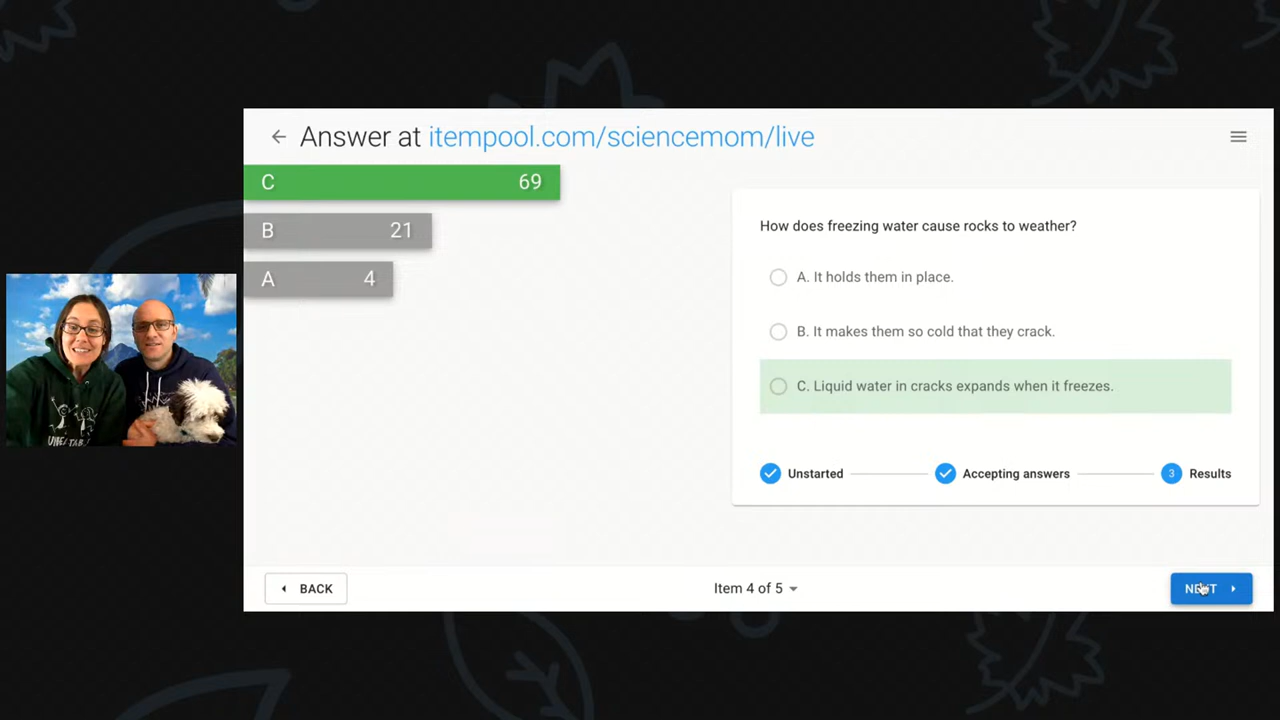 Answer at itempool.com/sciencemom/live
C 69
B 21
A 4
How does freezing water cause rocks to weather?
A. It holds them in place.
B. It makes them so cold that they crack.
C. Liquid water in cracks expands when it freezes.
Unstarted
Accepting answers
3 Results
BACK
Item 4 of 5
NEXT